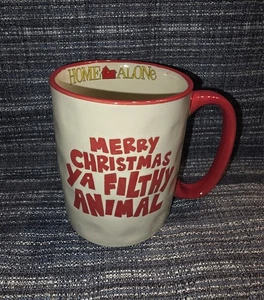 HOME ALONe
MERRY
CHRISTMAS
YA FILTHY
ANIMAL